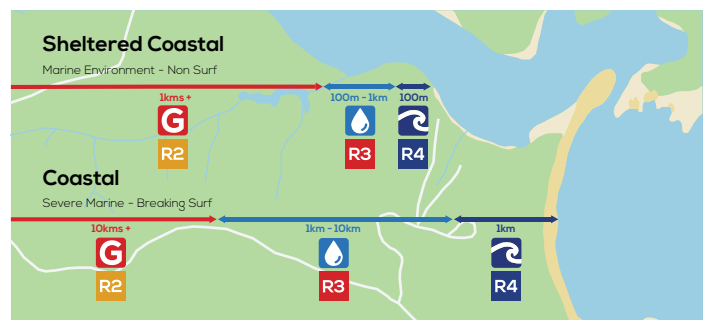 Sheltered Coastal
Marine Environment - Non Surf
1kms + 100m - 1km 100m
G
R2 R3 R4
Coastal
Severe Marine - Breaking Surf
10kms + 1km - 10km 1km
G
R2 R3 R4